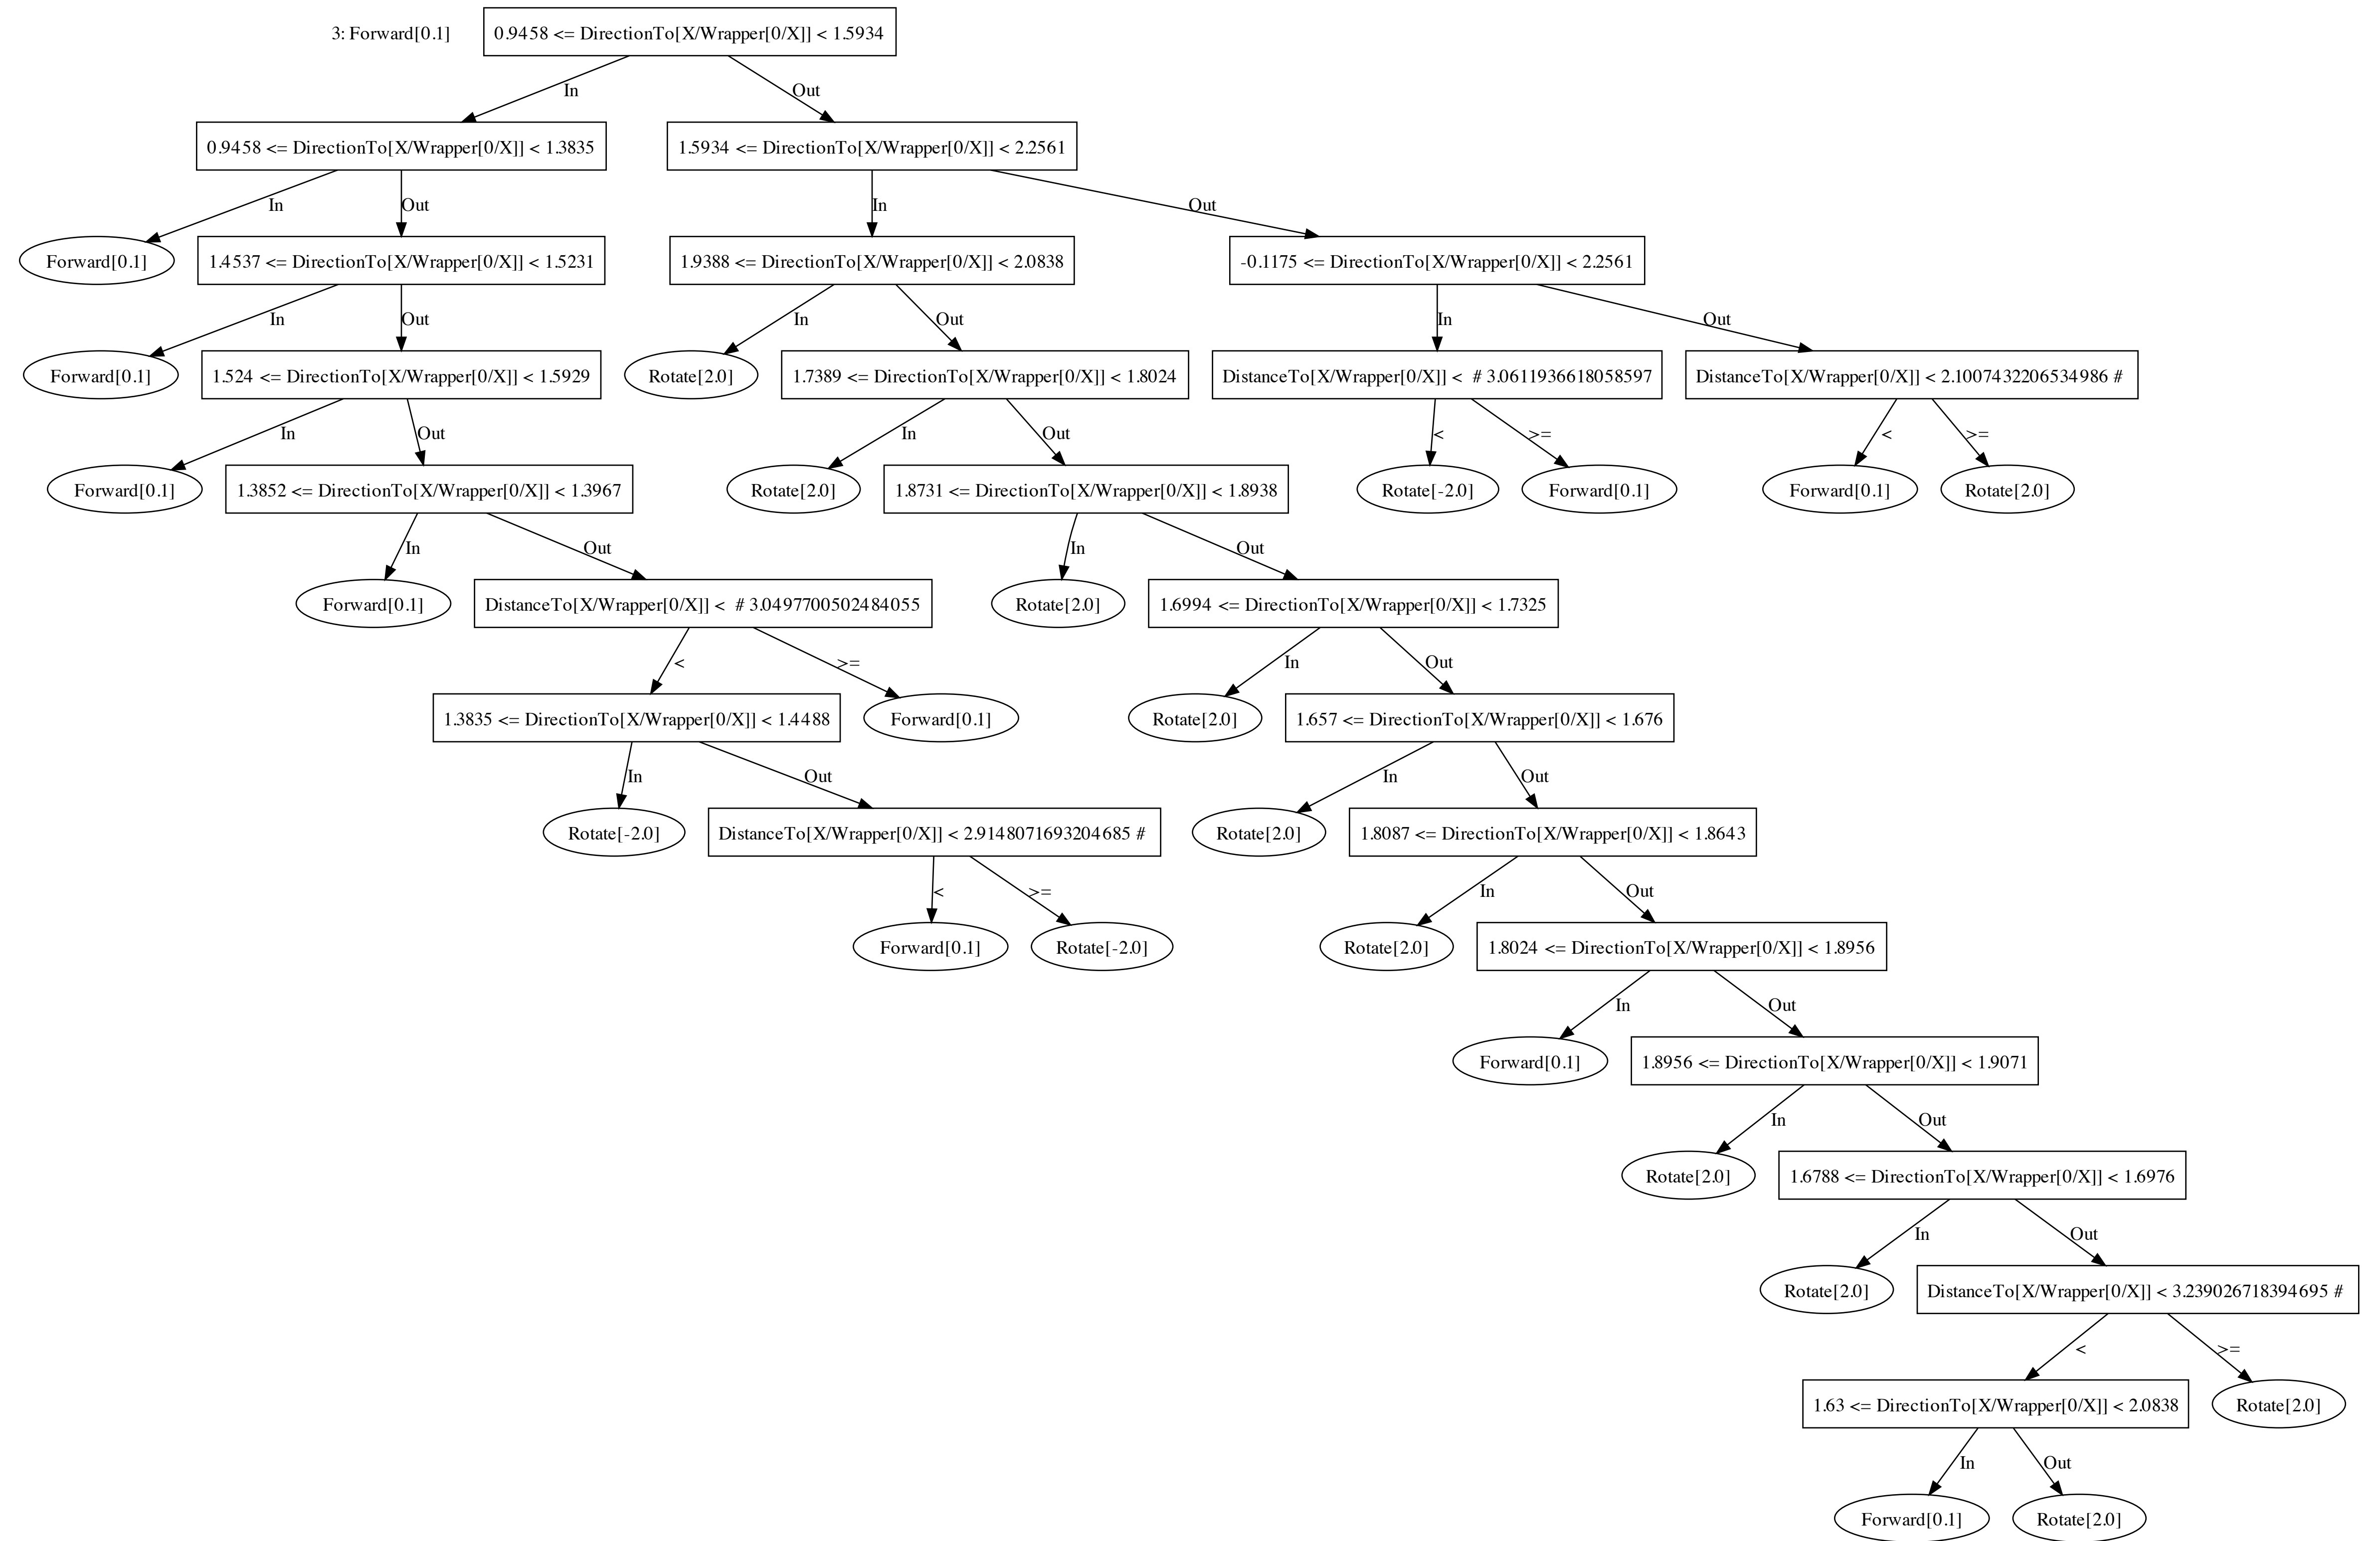 3: Forward[0.1]
0.9458 <= DirectionTo[X/Wrapper[0/X]] < 1.5934
In
Out
0.9458 <= DirectionTo[X/Wrapper[0/X]] < 1.3835
1.5934 <= DirectionTo[X/Wrapper[0/X]] < 2.2561
In
Out
In
Out
Forward[0.1]
1.4537 <= DirectionTo[X/Wrapper[0/X]] < 1.5231
1.9388 <= DirectionTo[X/Wrapper[0/X]] < 2.0838
-0.1175 <= DirectionTo[X/Wrapper[0/X]] < 2.2561
In
Out
In
Out
In
Out
Forward[0.1]
1.524 <= DirectionTo[X/Wrapper[0/X]] < 1.5929
Rotate[2.0]
1.7389 <= DirectionTo[X/Wrapper[0/X]] < 1.8024
DistanceTo[X/Wrapper[0/X]] <  # 3.0611936618058597
DistanceTo[X/Wrapper[0/X]] < 2.1007432206534986 #
In
Out
In
Out
<
>=
<
>=
Forward[0.1]
1.3852 <= DirectionTo[X/Wrapper[0/X]] < 1.3967
Rotate[2.0]
1.8731 <= DirectionTo[X/Wrapper[0/X]] < 1.8938
Rotate[-2.0]
Forward[0.1]
Forward[0.1]
Rotate[2.0]
In
Out
In
Out
Forward[0.1]
DistanceTo[X/Wrapper[0/X]] <  # 3.0497700502484055
Rotate[2.0]
1.6994 <= DirectionTo[X/Wrapper[0/X]] < 1.7325
<
>=
In
Out
1.3835 <= DirectionTo[X/Wrapper[0/X]] < 1.4488
Forward[0.1]
Rotate[2.0]
1.657 <= DirectionTo[X/Wrapper[0/X]] < 1.676
In
Out
In
Out
Rotate[-2.0]
DistanceTo[X/Wrapper[0/X]] < 2.9148071693204685 #
Rotate[2.0]
1.8087 <= DirectionTo[X/Wrapper[0/X]] < 1.8643
<
>=
In
Out
Forward[0.1]
Rotate[-2.0]
Rotate[2.0]
1.8024 <= DirectionTo[X/Wrapper[0/X]] < 1.8956
In
Out
Forward[0.1]
1.8956 <= DirectionTo[X/Wrapper[0/X]] < 1.9071
In
Out
Rotate[2.0]
1.6788 <= DirectionTo[X/Wrapper[0/X]] < 1.6976
In
Out
Rotate[2.0]
DistanceTo[X/Wrapper[0/X]] < 3.239026718394695 #
<
>=
1.63 <= DirectionTo[X/Wrapper[0/X]] < 2.0838
Rotate[2.0]
In
Out
Forward[0.1]
Rotate[2.0]